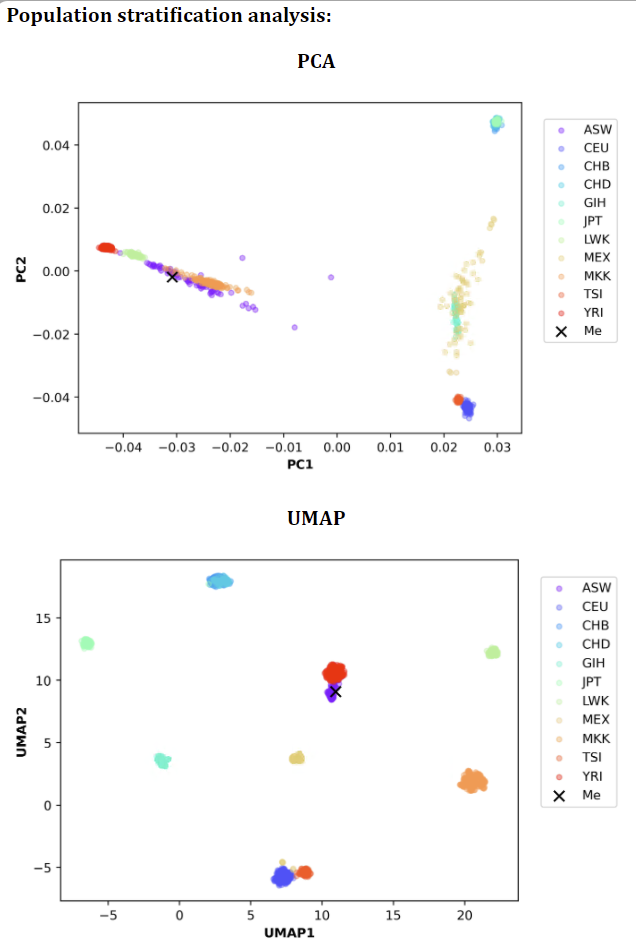 Population stratification analysis:
PCA
0.04
0.02
0.00
−0.02
−0.04
PC2
−0.04 −0.03 −0.02 −0.01 0.00 0.01 0.02 0.03
PC1
ASW
CEU
CHB
CHD
GIH
JPT
LWK
MEX
MKK
TSI
YRI
Me
UMAP
15
10
5
0
−5
UMAP2
−5 0 5 10 15 20
UMAP1
ASW
CEU
CHB
CHD
GIH
JPT
LWK
MEX
MKK
TSI
YRI
Me